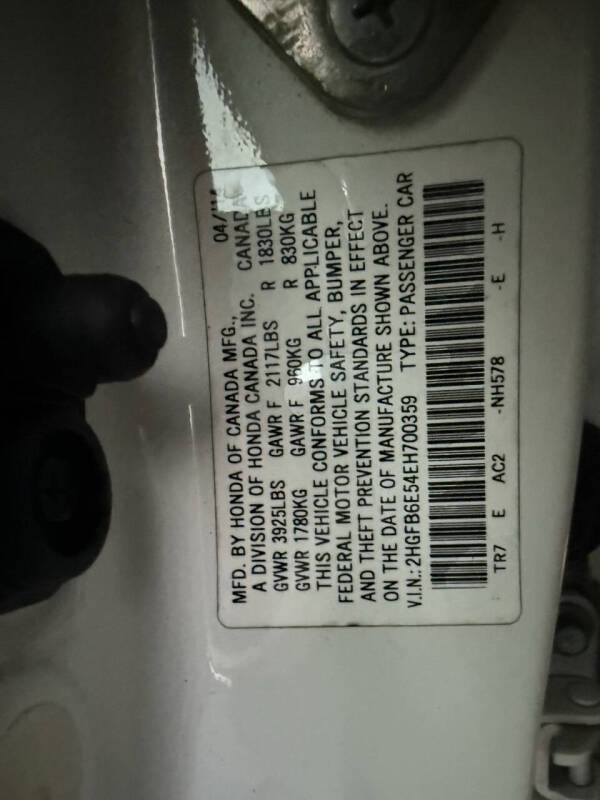 MFD. BY HONDA OF CANADA MFG., 04/
A DIVISION OF HONDA CANADA INC. CANADA
GVWR 3925LBS GAWR F 2117LBS R 1830LBS
GVWR 1780KG GAWR F 960KG R 830KG
THIS VEHICLE CONFORMS TO ALL APPLICABLE
FEDERAL MOTOR VEHICLE SAFETY, BUMPER,
AND THEFT PREVENTION STANDARDS IN EFFECT
ON THE DATE OF MANUFACTURE SHOWN ABOVE.
V.I.N.: 2HGFB6E54EH700359 TYPE: PASSENGER CAR
TR7 E AC2 -NH578 -E -H